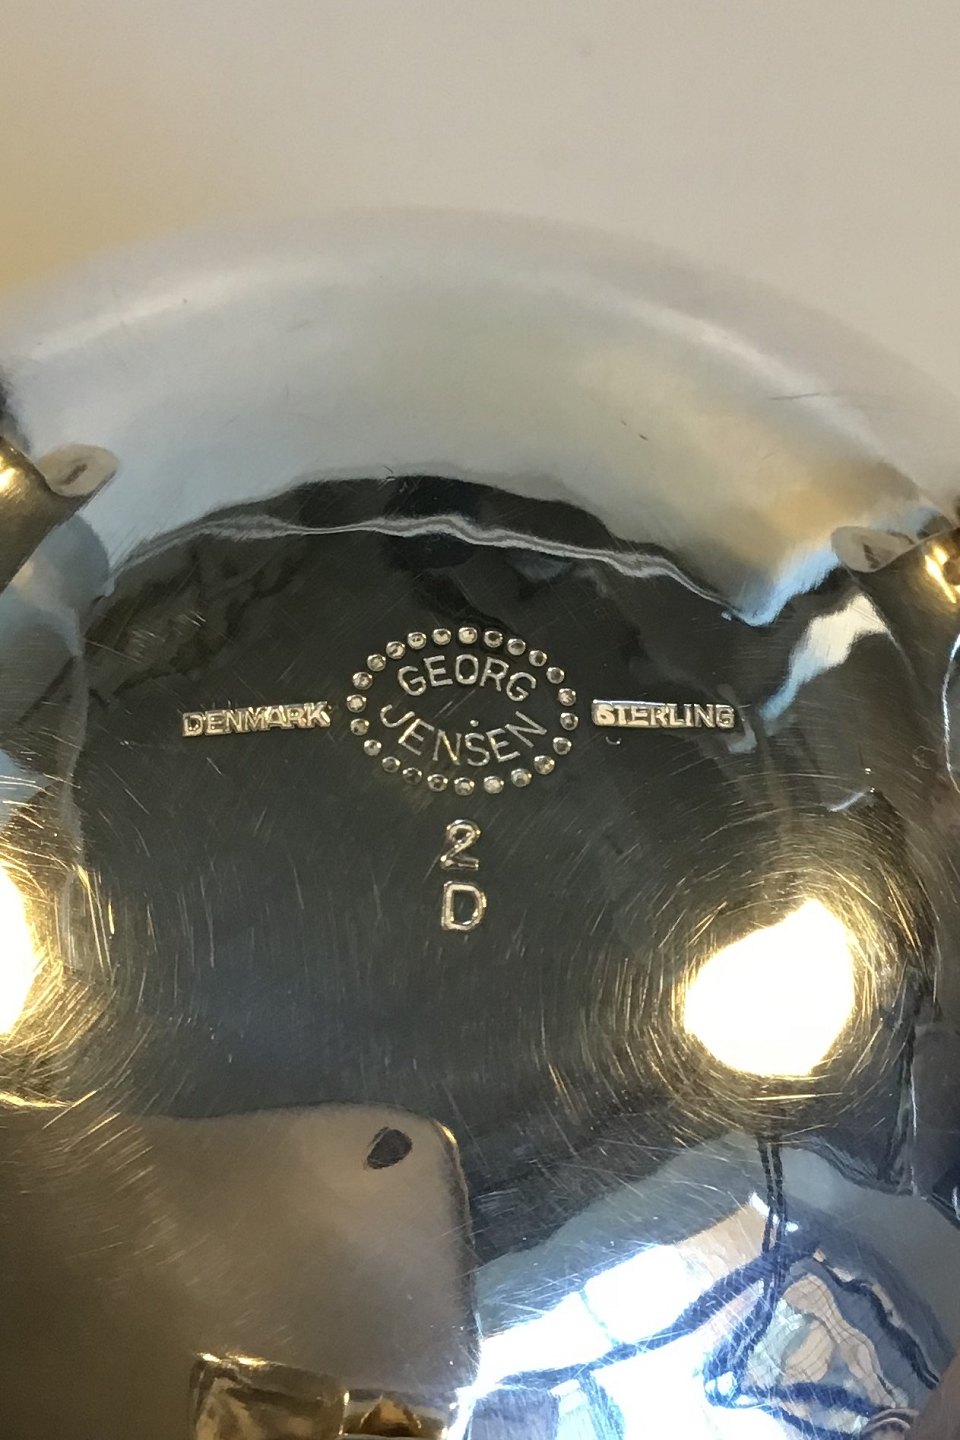 GEORG
JENSEN
DENMARK
STERLING
2
D